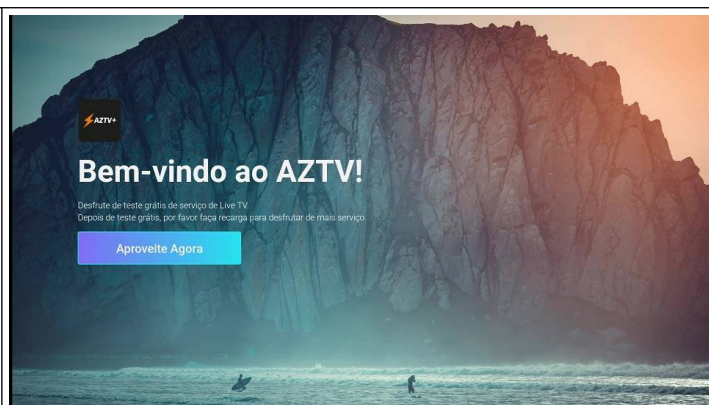 AZTV+
Bem-vindo ao AZTV!
Desfrute de teste grátis de serviço de Live TV
Depois de teste grátis, por favor faça recarga para desfrutar de mais serviço.
Aproveite Agora